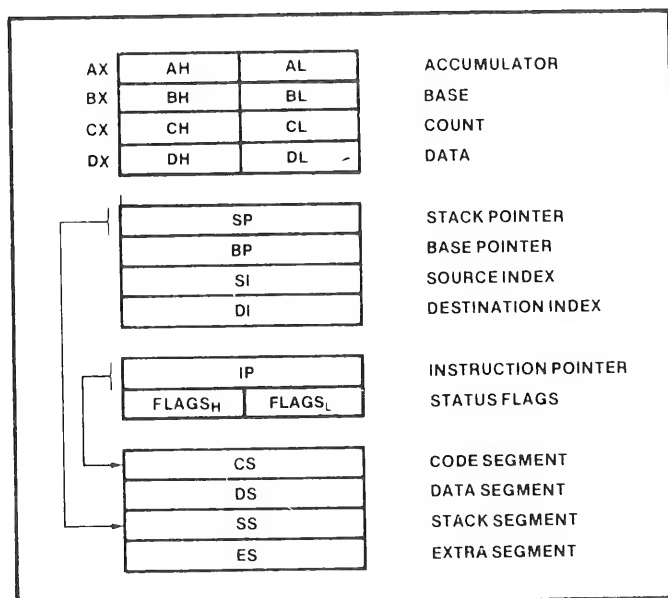 AX AH AL ACCUMULATOR
BX BH BL BASE
CX CH CL COUNT
DX DH DL DATA
SP STACK POINTER
BP BASE POINTER
SI SOURCE INDEX
DI DESTINATION INDEX
IP INSTRUCTION POINTER
FLAGSH FLAGSL STATUS FLAGS
CS CODE SEGMENT
DS DATA SEGMENT
SS STACK SEGMENT
ES EXTRA SEGMENT